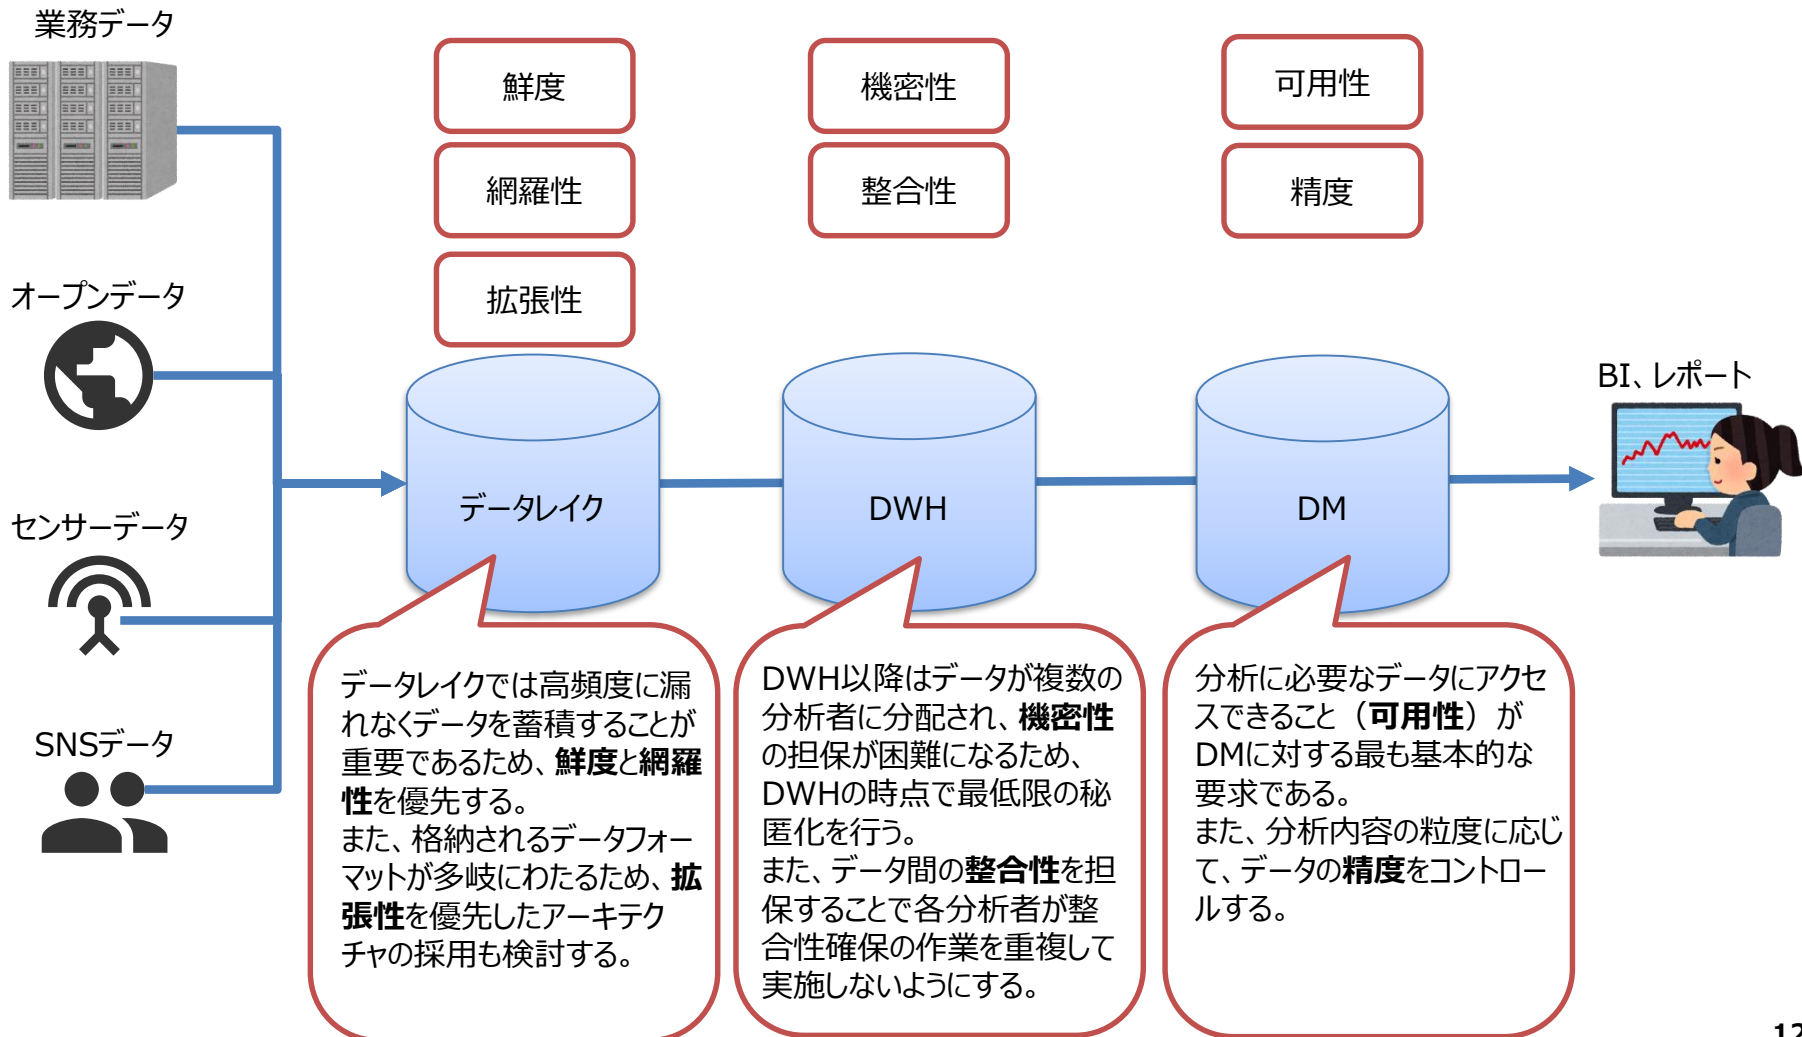 業務データ
鮮度
機密性
可用性
網羅性
整合性
精度
拡張性
オープンデータ
センサーデータ
SNSデータ
データレイク
DWH
DM
BI、レポート
データレイクでは高頻度に漏
れなくデータを蓄積することが
重要であるため、鮮度と網羅
性を優先する。
また、格納されるデータフォー
マットが多岐にわたるため、拡
張性を優先したアーキテク
チャの採用も検討する。
DWH以降はデータが複数の
分析者に分配され、機密性
の担保が困難になるため、
DWHの時点で最低限の秘
匿化を行う。
また、データ間の整合性を担
保することで各分析者が整
合性確保の作業を重複して
実施しないようにする。
分析に必要なデータにアクセ
スできること（可用性）が
DMに対する最も基本的な
要求である。
また、分析内容の粒度に応じ
て、データの精度をコントロー
ルする。
12